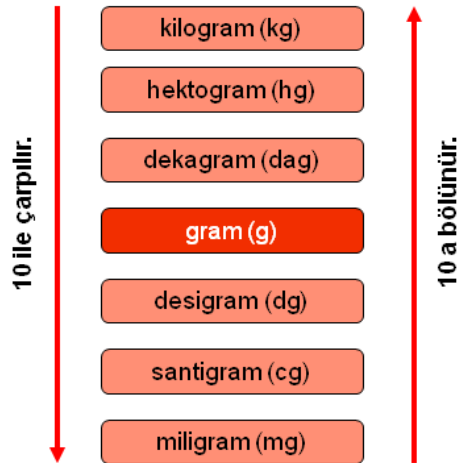 kilogram (kg)
hektogram (hg)
dekagram (dag)
gram (g)
desigram (dg)
santigram (cg)
miligram (mg)
10 ile çarpılır.
10 a bölünür.